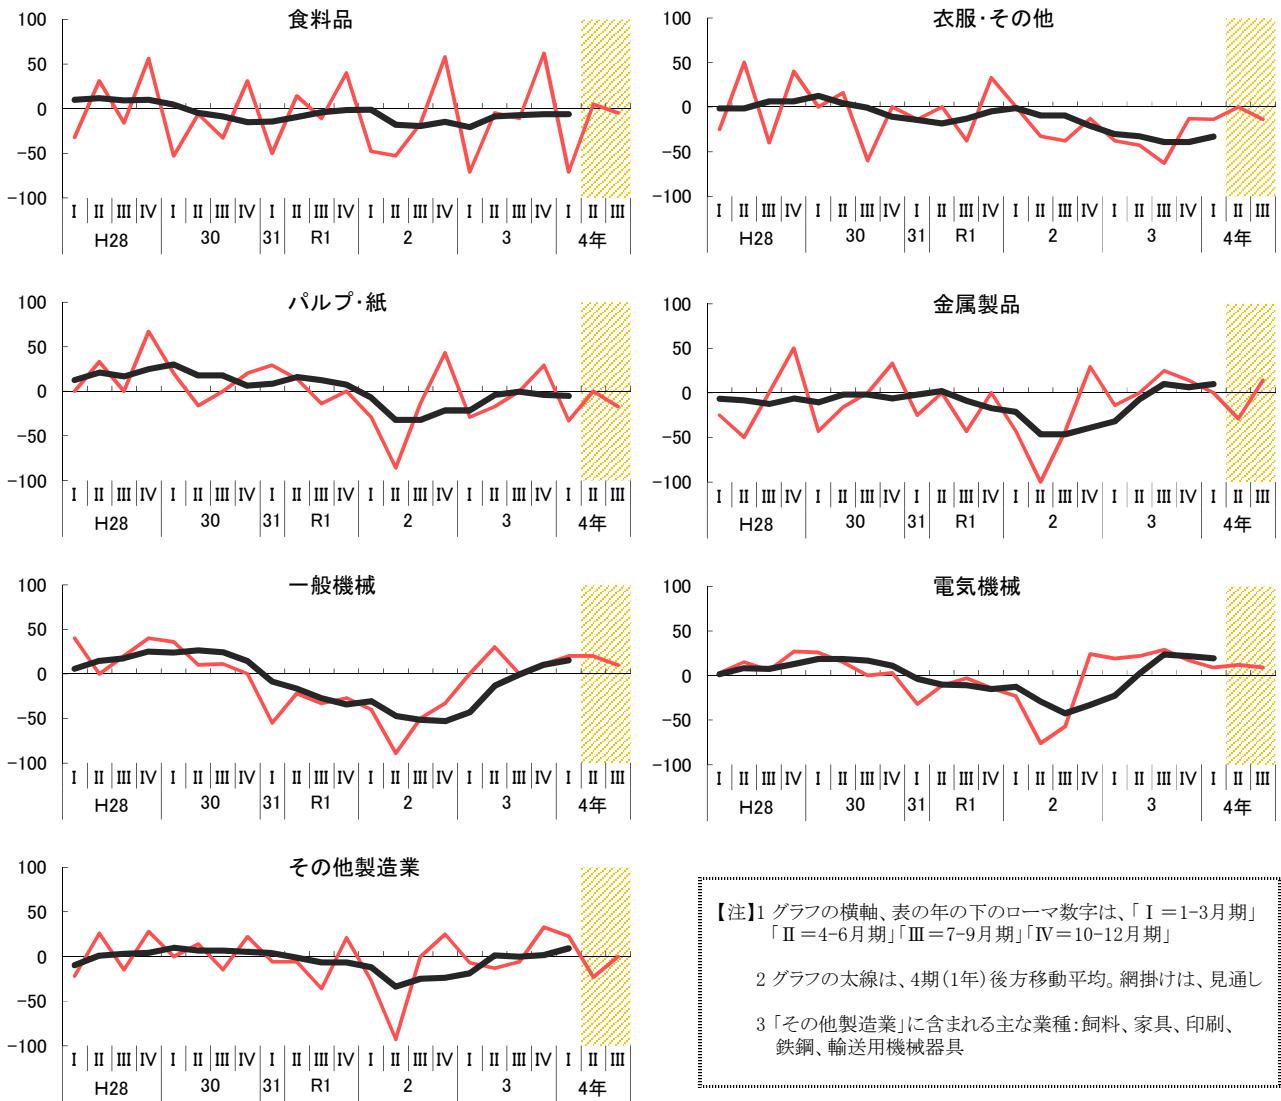 食料品
100
50
0
-50
-100
I II III IV I II III IV I II III IV I II III IV I II III IV I II III
H28 30 31 R1 2 3 4年
衣服・その他
100
50
0
-50
-100
I II III IV I II III IV I II III IV I II III IV I II III IV I II III
H28 30 31 R1 2 3 4年
パルプ・紙
100
50
0
-50
-100
I II III IV I II III IV I II III IV I II III IV I II III IV I II III
H28 30 31 R1 2 3 4年
金属製品
100
50
0
-50
-100
I II III IV I II III IV I II III IV I II III IV I II III IV I II III
H28 30 31 R1 2 3 4年
一般機械
100
50
0
-50
-100
I II III IV I II III IV I II III IV I II III IV I II III IV I II III
H28 30 31 R1 2 3 4年
電気機械
100
50
0
-50
-100
I II III IV I II III IV I II III IV I II III IV I II III IV I II III
H28 30 31 R1 2 3 4年
その他製造業
100
50
0
-50
-100
I II III IV I II III IV I II III IV I II III IV I II III IV I II III
H28 30 31 R1 2 3 4年
【注】1 グラフの横軸、表の年の下のローマ数字は、「Ⅰ＝1-3月期」
「Ⅱ＝4-6月期」「Ⅲ＝7-9月期」「Ⅳ＝10-12月期」
2 グラフの太線は、4期(1年)後方移動平均。網掛けは、見通し
3 「その他製造業」に含まれる主な業種：飼料、家具、印刷、
鉄鋼、輸送用機械器具